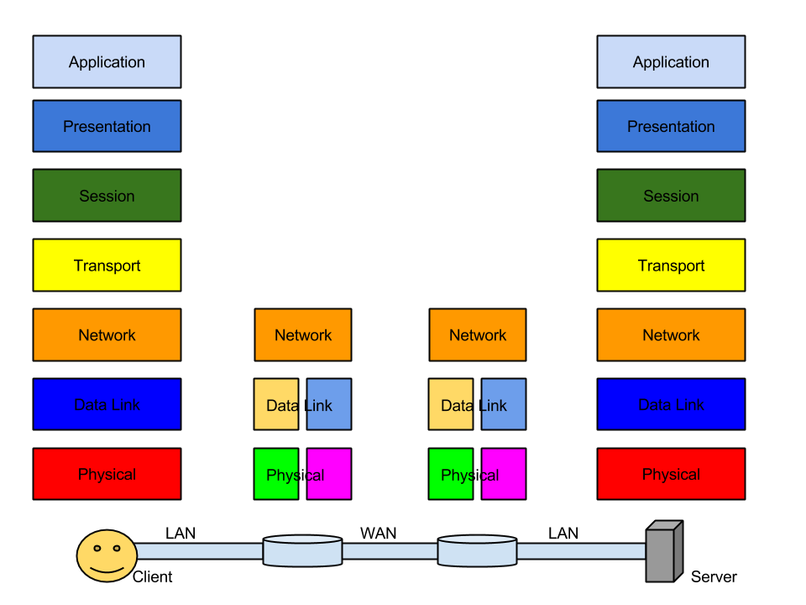 Application
Application
Presentation
Presentation
Session
Session
Transport
Transport
Network
Network
Network
Network
Data Link
Data Link
Data Link
Data Link
Physical
Physical
Physical
Physical
LAN
WAN
LAN
Client
Server